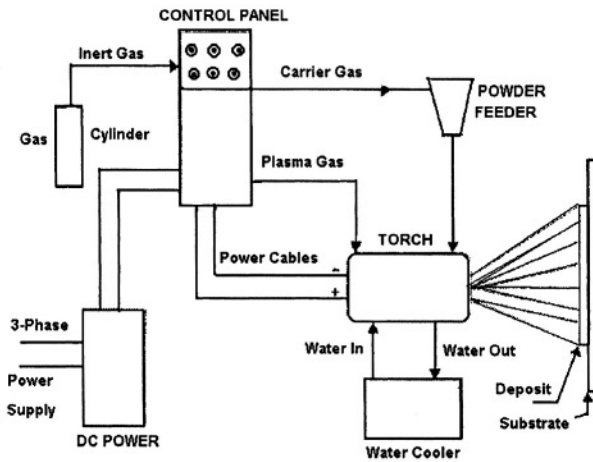 CONTROL PANEL
Inert Gas
Carrier Gas
POWDER
FEEDER
Gas
Cylinder
Plasma Gas
TORCH
Power Cables
-
+
3-Phase
Power
Supply
DC POWER
Water In
Water Out
Water Cooler
Deposit
Substrate